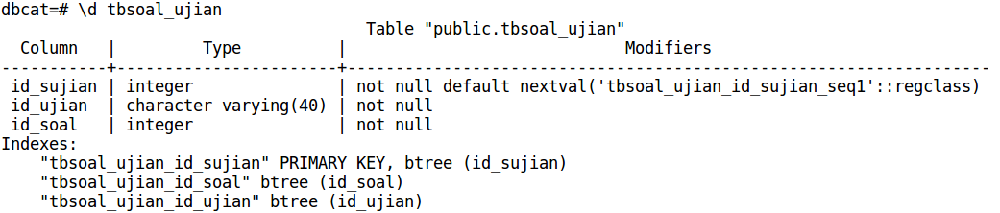 dbcat=# \d tbsoal_ujian
                                     Table "public.tbsoal_ujian"
  Column   |         Type          |                             Modifiers
-----------+-----------------------+------------------------------------------------------------------
 id_sujian | integer               | not null default nextval('tbsoal_ujian_id_sujian_seq1'::regclass)
 id_ujian  | character varying(40) | not null
 id_soal   | integer               | not null
Indexes:
    "tbsoal_ujian_id_sujian" PRIMARY KEY, btree (id_sujian)
    "tbsoal_ujian_id_soal" btree (id_soal)
    "tbsoal_ujian_id_ujian" btree (id_ujian)